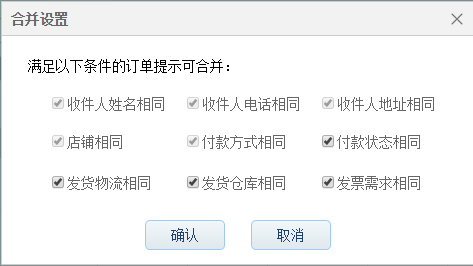 合并设置
满足以下条件的订单提示可合并：
收件人姓名相同 收件人电话相同 收件人地址相同
店铺相同 付款方式相同 付款状态相同
发货物流相同 发货仓库相同 发票需求相同
确认 取消